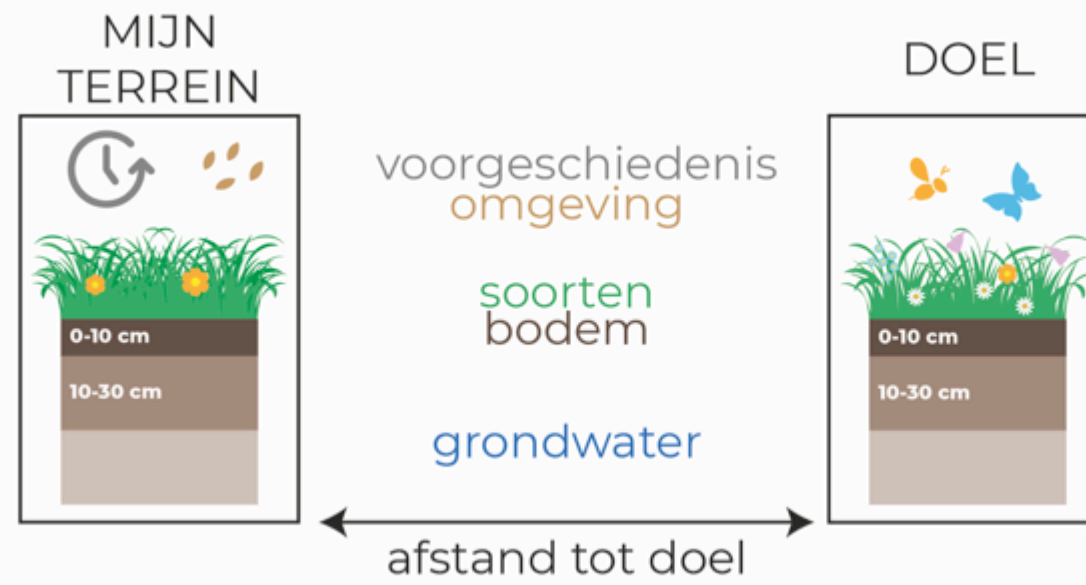 MIJN
TERREIN
DOEL
voorgeschiedenis
omgeving
soorten
bodem
0-10 cm
10-30 cm
0-10 cm
10-30 cm
grondwater
afstand tot doel